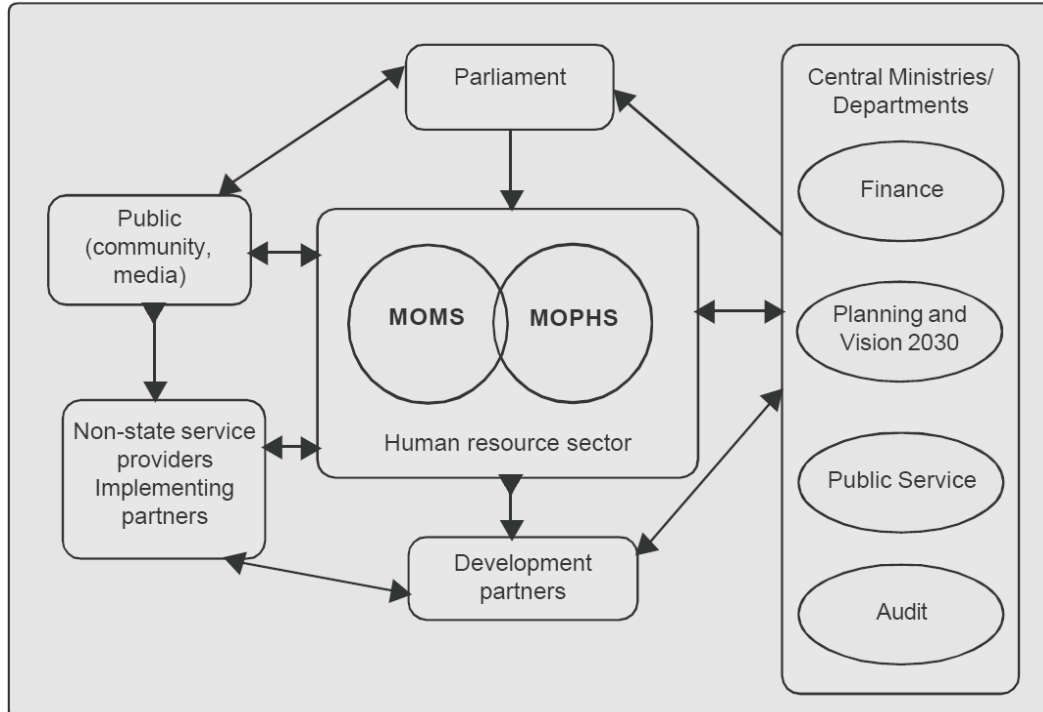 Parliament
Central Ministries/
Departments
Finance
Public
(community,
media)
MOMS
MOPHS
Planning and
Vision 2030
Non-state service
providers
Implementing
partners
Human resource sector
Public Service
Development
partners
Audit